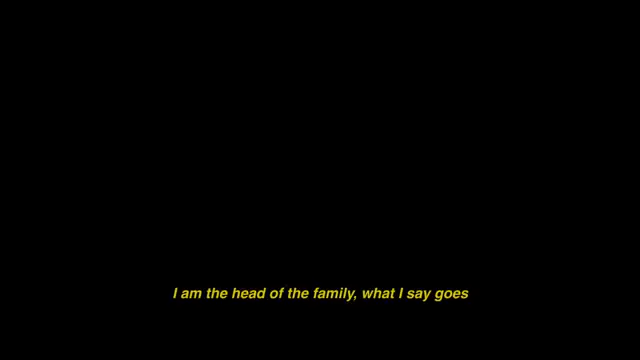 I am the head of the family, what I say goes